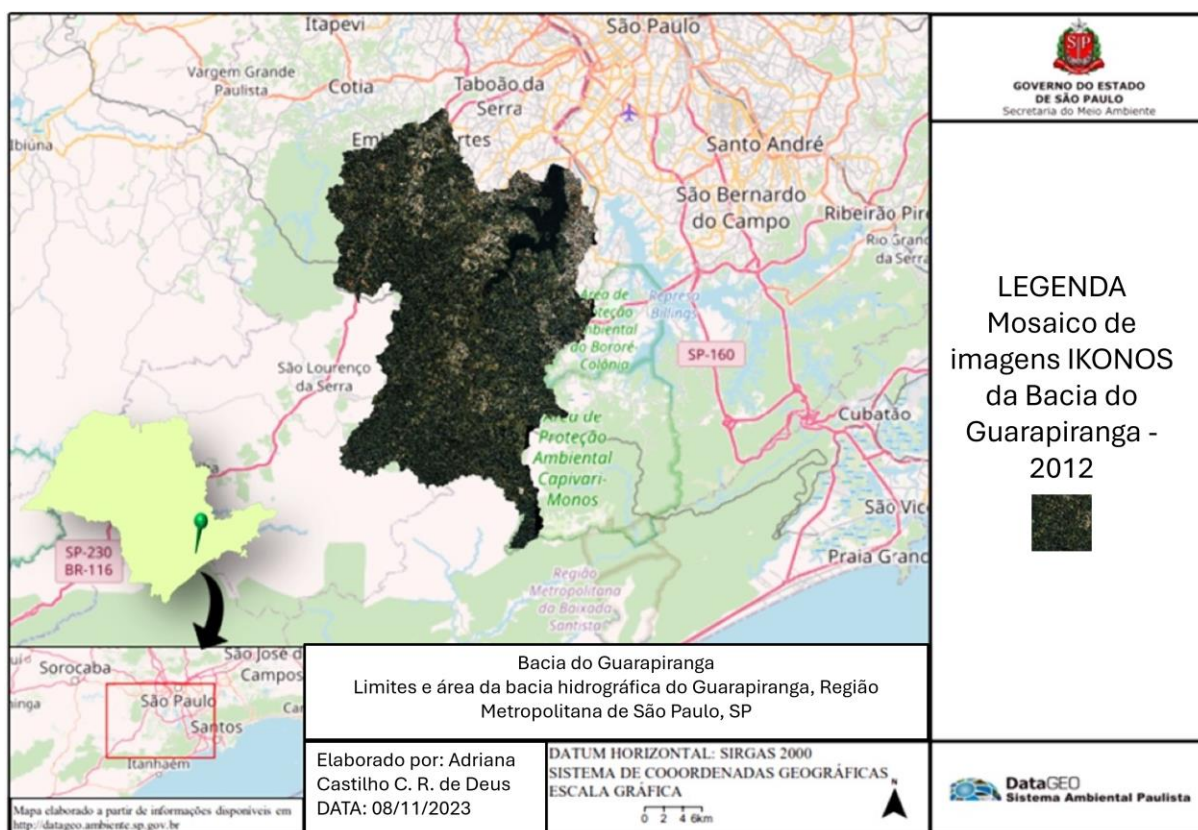 Itapevi
São Paulo
Vargem Grande
Paulista
Cotia
Taboão da
Serra
Ibiúna
Santo André
São Bernardo
do Campo
Ribeirão Pire
Rio Grand
da Serra
Área de
Proteção
Ambiental
do Bororé-
Colônia
Represa
Billings
SP-160
São Lourenço
da Serra
Cubatão
Área de
Proteção
Ambiental
Capivari-
Monos
São Vic
Praia Grand
SP-230
BR-116
Região
Metropolitana
da Baixada
Santista
GOVERNO DO ESTADO
DE SÃO PAULO
Secretaria do Meio Ambiente
LEGENDA
Mosaico de
imagens IKONOS
da Bacia do
Guarapiranga -
2012
São José d
Sorocaba
Campos
São Paulo
Santos
Itanhaém
Mapa elaborado a partir de informações disponíveis em
http://datageo.ambiente.sp.gov.br
Bacia do Guarapiranga
Limites e área da bacia hidrográfica do Guarapiranga, Região
Metropolitana de São Paulo, SP
Elaborado por: Adriana
Castilho C. R. de Deus
DATA: 08/11/2023
DATUM HORIZONTAL: SIRGAS 2000
SISTEMA DE COOORDENADAS GEOGRÁFICAS
ESCALA GRÁFICA
0 2 4 6km
N
DataGEO
Sistema Ambiental Paulista